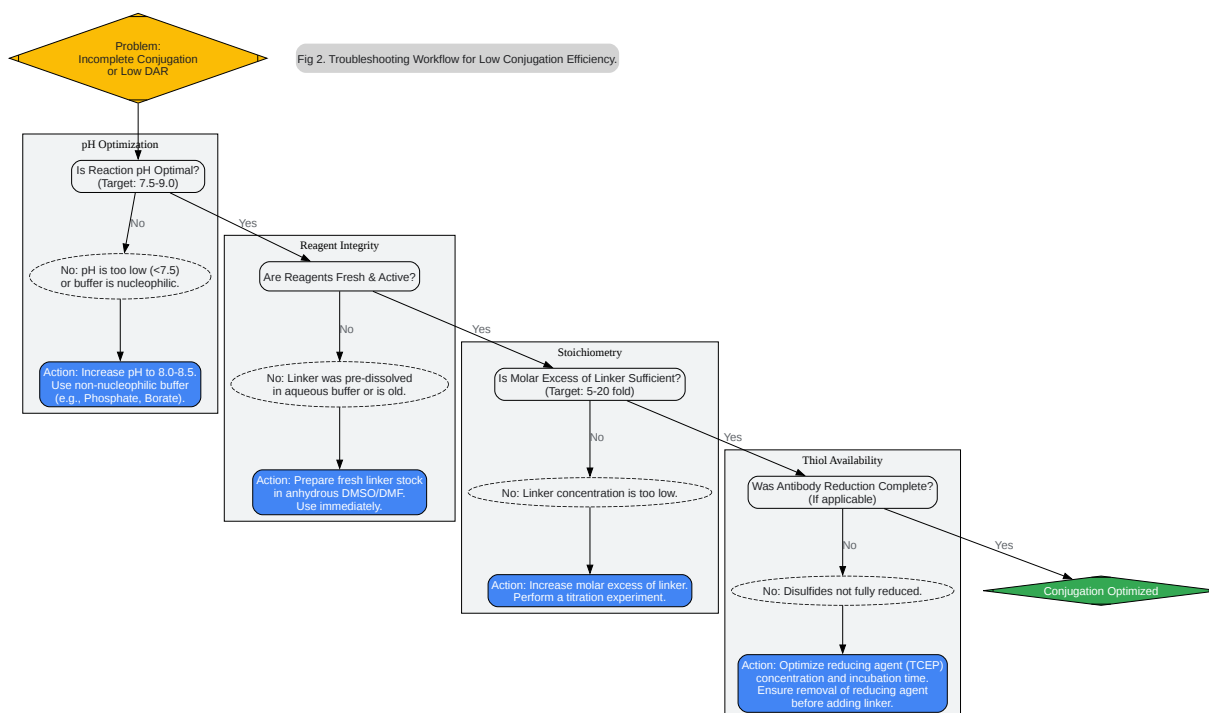 Problem:
Incomplete Conjugation
or Low DAR
Fig 2. Troubleshooting Workflow for Low Conjugation Efficiency.
pH Optimization
Is Reaction pH Optimal?
(Target: 7.5-9.0)
No
Yes
No: pH is too low (<7.5)
or buffer is nucleophilic.
Action: Increase pH to 8.0-8.5.
Use non-nucleophilic buffer
(e.g., Phosphate, Borate).
Reagent Integrity
Are Reagents Fresh & Active?
No
Yes
No: Linker was pre-dissolved
in aqueous buffer or is old.
Action: Prepare fresh linker stock
in anhydrous DMSO/DMF.
Use immediately.
Stoichiometry
Is Molar Excess of Linker Sufficient?
(Target: 5-20 fold)
No
Yes
No: Linker concentration is too low.
Action: Increase molar excess of linker.
Perform a titration experiment.
Thiol Availability
Was Antibody Reduction Complete?
(If applicable)
No
Yes
No: Disulfides not fully reduced.
Action: Optimize reducing agent (TCEP)
concentration and incubation time.
Ensure removal of reducing agent
before adding linker.
Conjugation Optimized